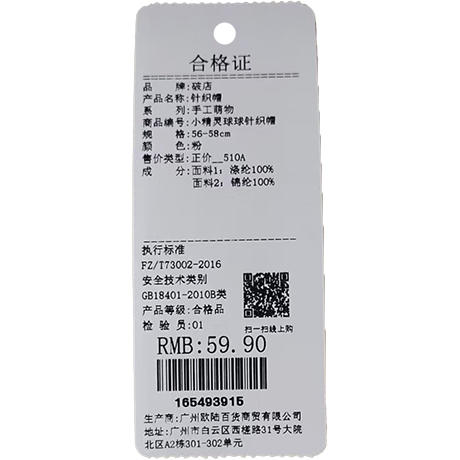 合格证
品 牌:破店
产品名称:针织帽
系 列:手工萌物
商品编号:小精灵球球针织帽
规 格:56-58cm
颜 色:粉
售价类型:正价__510A
成 分:面料1:涤纶100%
面料2:锦纶100%
执行标准
FZ/T73002-2016
安全技术类别
GB18401-2010B类
产品等级:合格品
检 验 员:01
扫一扫线上购
RMB:59.90
165493915
生产商:广州欧陆百货商贸有限公司
地址:广州市白云区西槎路31号大院
北区A2栋301-302单元